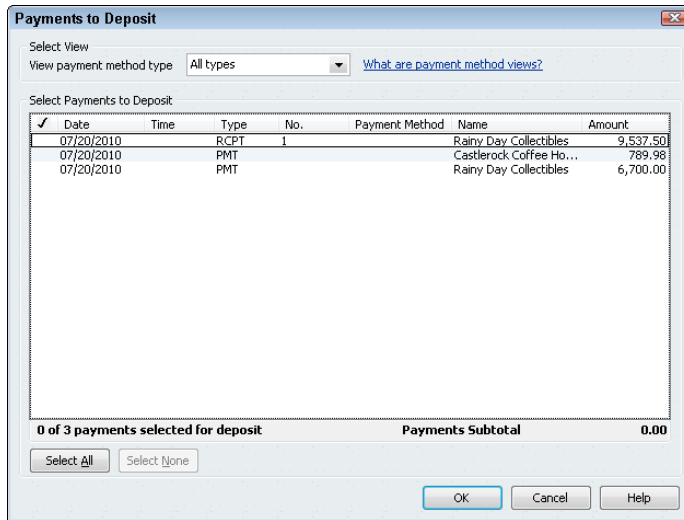 Payments to Deposit
Select View
View payment method type All types What are payment method views?
Select Payments to Deposit
✓ Date Time Type No. Payment Method Name Amount
07/20/2010 RCPT 1 Rainy Day Collectibles 9,537.50
07/20/2010 PMT Castlerock Coffee Ho... 789.98
07/20/2010 PMT Rainy Day Collectibles 6,700.00
0 of 3 payments selected for deposit Payments Subtotal 0.00
Select All Select None
OK Cancel Help